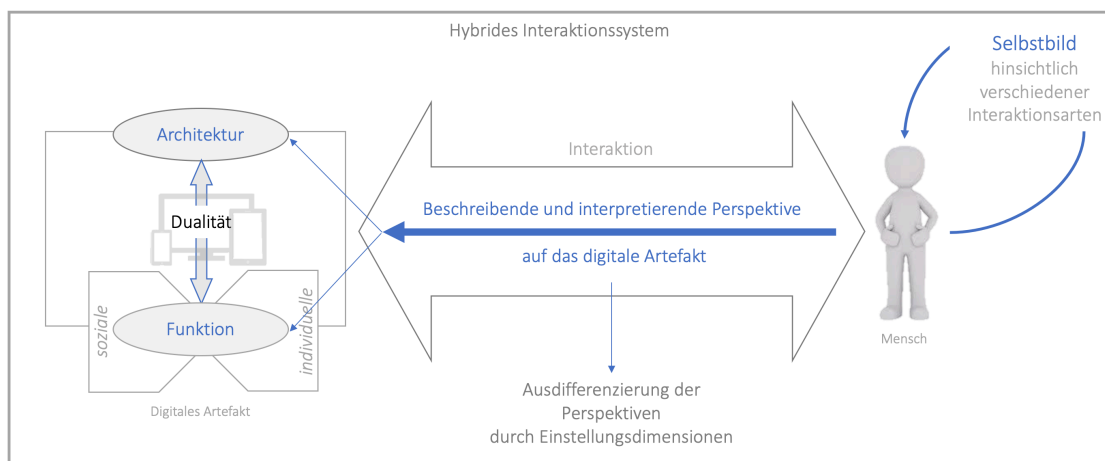 Hybrides Interaktionssystem
Selbstbild
hinsichtlich
verschiedener
Interaktionsarten
Architektur
Interaktion
Dualität
Beschreibende und interpretierende Perspektive
auf das digitale Artefakt
soziale
Funktion
individuelle
Mensch
Digitales Artefakt
Ausdifferenzierung der
Perspektiven
durch Einstellungsdimensionen